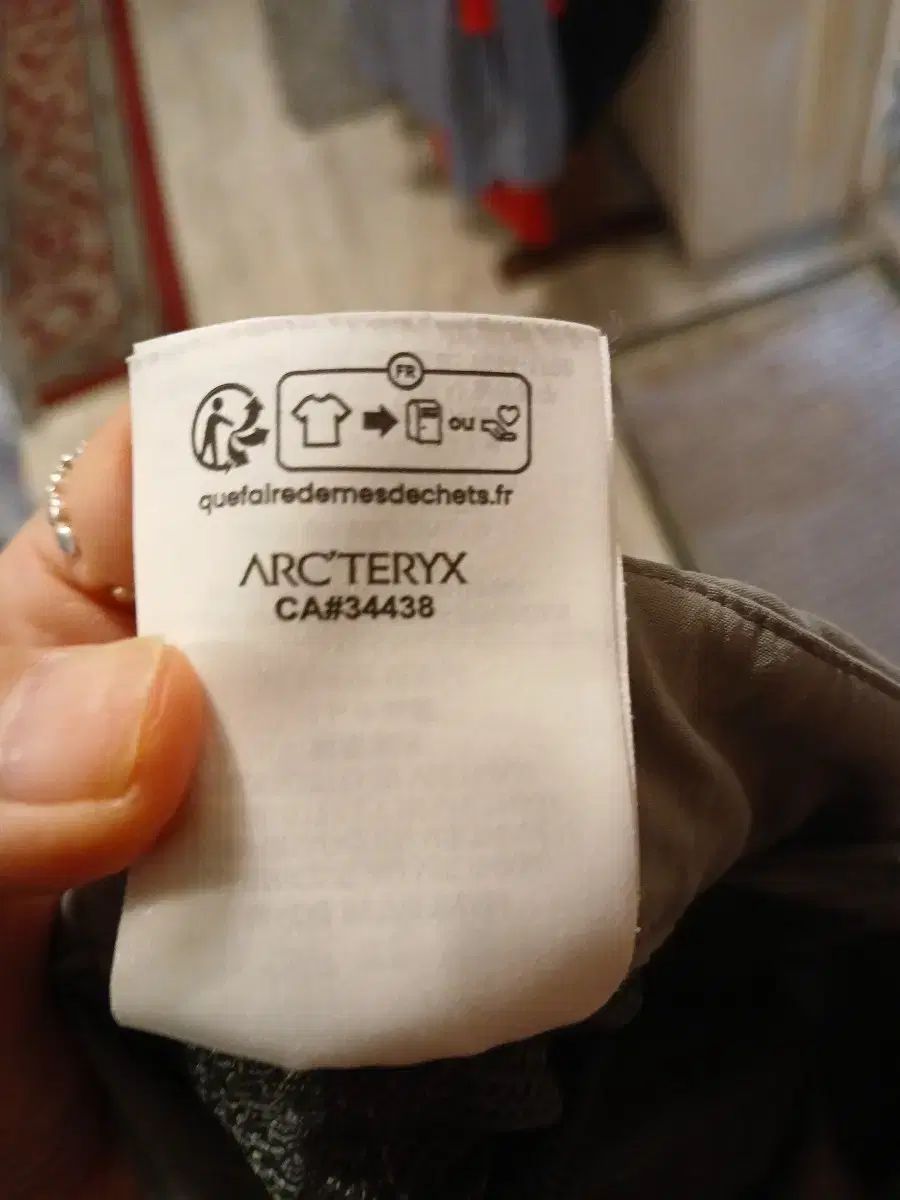 FR
ou
quefairedemesdechets.fr
ARC'TERYX
CA#34438